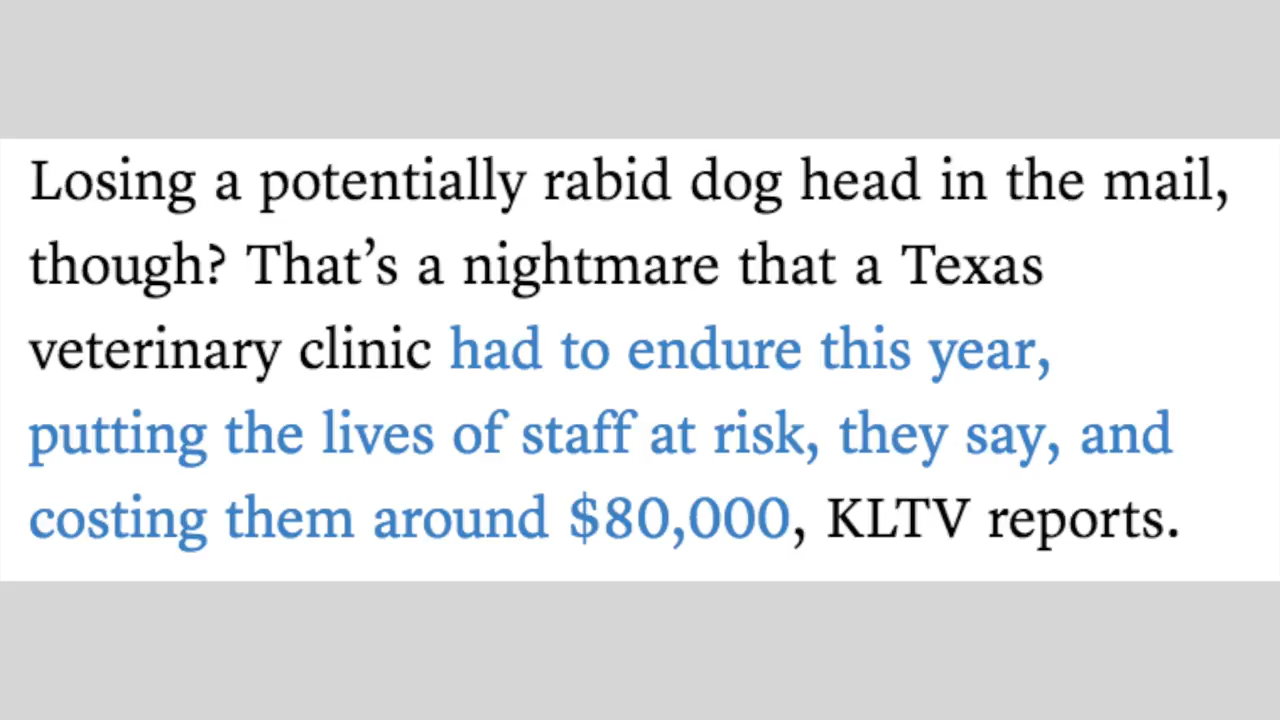 Losing a potentially rabid dog head in the mail,
though? That’s a nightmare that a Texas
veterinary clinic had to endure this year,
putting the lives of staff at risk, they say, and
costing them around $80,000, KLTV reports.